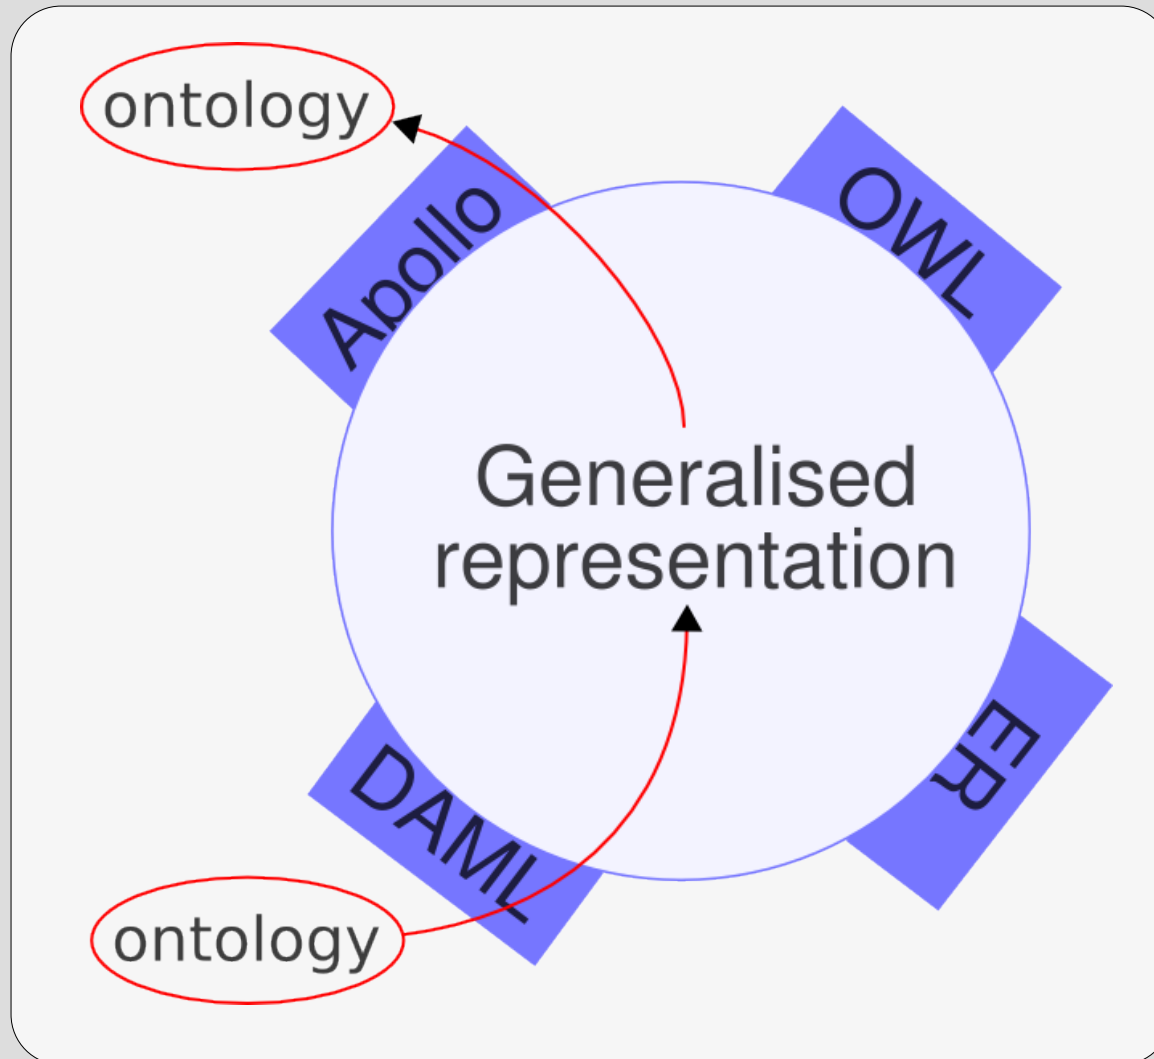 ontology
Apollo
OWL
Generalised
representation
ER
DAML
ontology